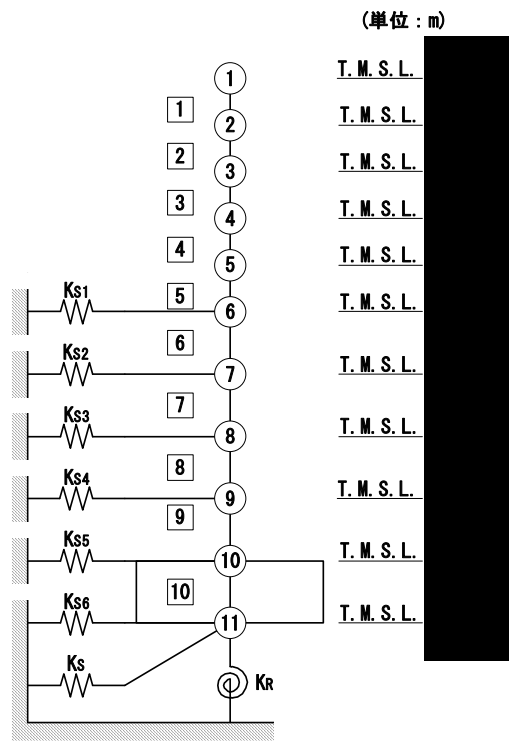 (単位：m)
1 T.M.S.L.
1
2 T.M.S.L.
2
3 T.M.S.L.
3
4 T.M.S.L.
4
5 T.M.S.L.
5
KS1 6 T.M.S.L.
6
KS2 7 T.M.S.L.
7
KS3 8 T.M.S.L.
8
KS4 9 T.M.S.L.
9
KS5 10 T.M.S.L.
10
KS6 11 T.M.S.L.
KS
KR